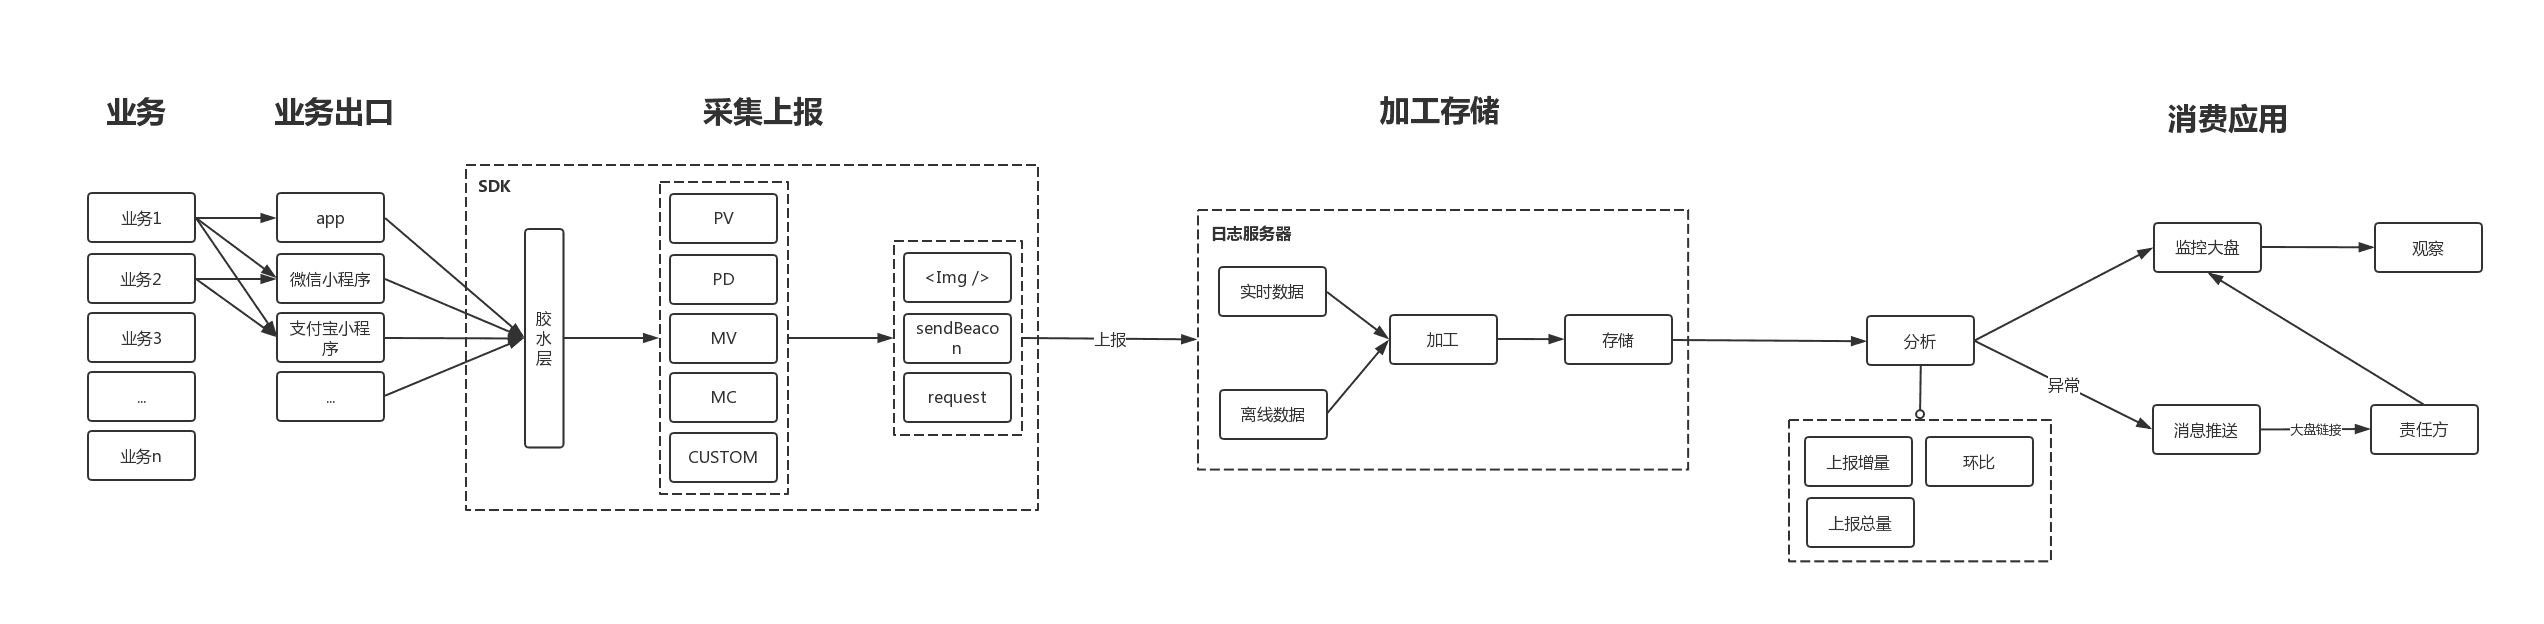 业务
业务出口
采集上报
加工存储
消费应用
业务1
业务2
业务3
...
业务n
app
微信小程序
支付宝小程
序
...
SDK
胶
水
层
PV
PD
MV
MC
CUSTOM
<Img />
sendBeaco
n
request
上报
日志服务器
实时数据
离线数据
加工
存储
分析
上报增量
环比
上报总量
异常
监控大盘
观察
消息推送
大盘链接
责任方